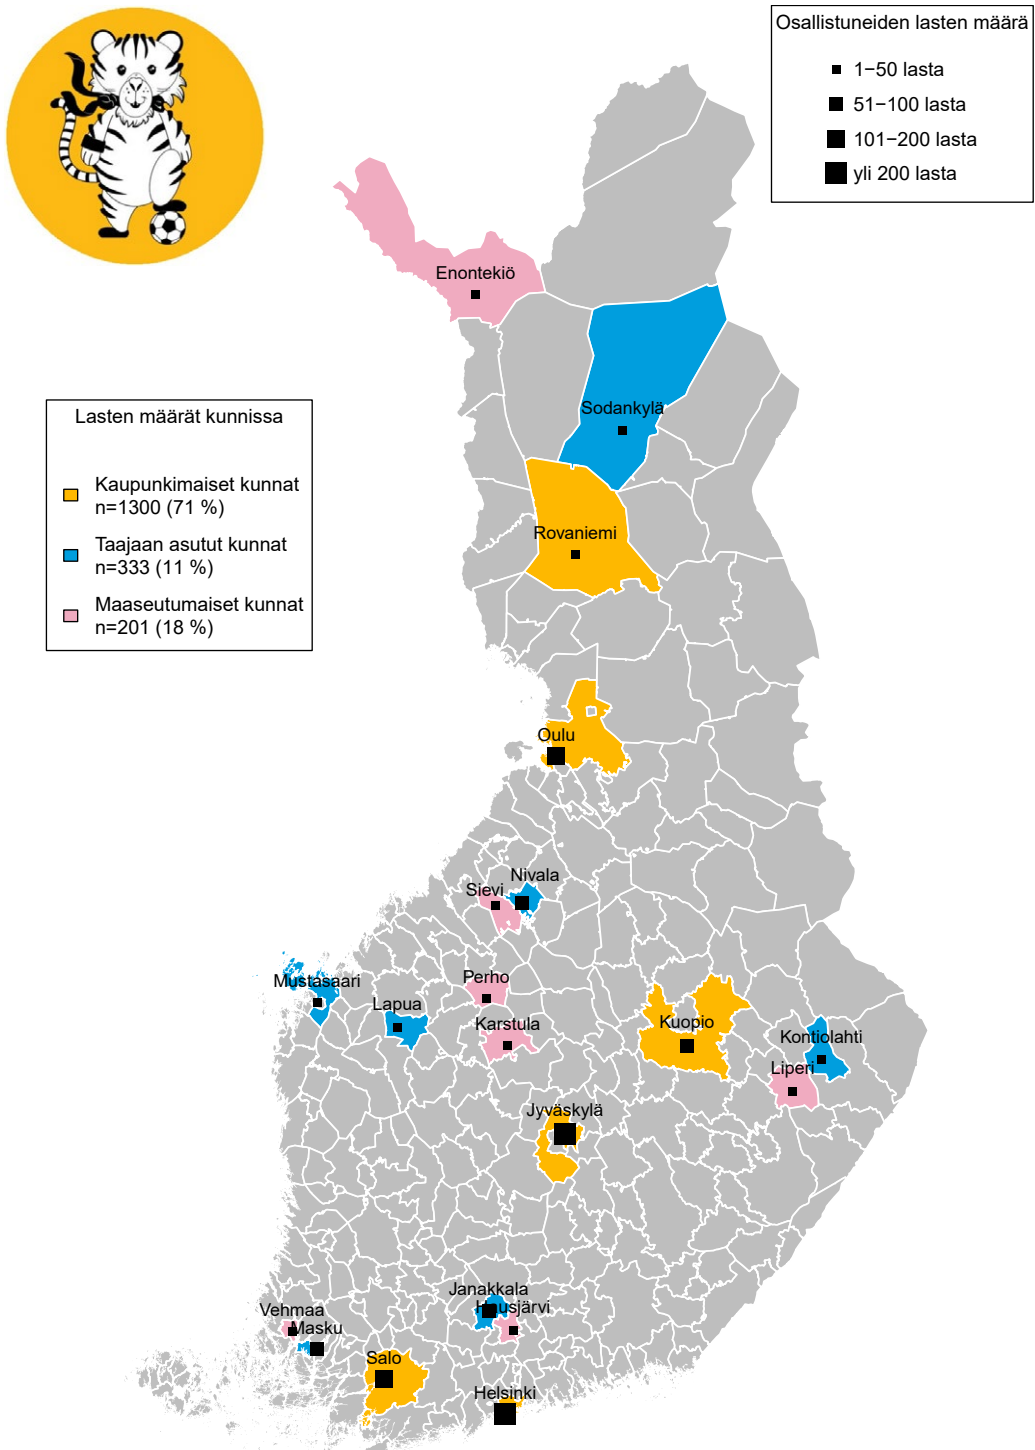 Osallistuneiden lasten määrä
1−50 lasta
51−100 lasta
101−200 lasta
yli 200 lasta
Enontekiö
Lasten määrät kunnissa
Kaupunkimaiset kunnat
n=1300 (71 %)
Taajaan asutut kunnat
n=333 (11 %)
Maaseutumaiset kunnat
n=201 (18 %)
Sodankylä
Rovaniemi
Oulu
Nivala
Sievi
Perho
Mustasaari
Lapua
Karstula
Kuopio
Kontiolahti
Liperi
Jyväskylä
Janakkala
Hausjärvi
Vehmaa
Masku
Salo
Helsinki